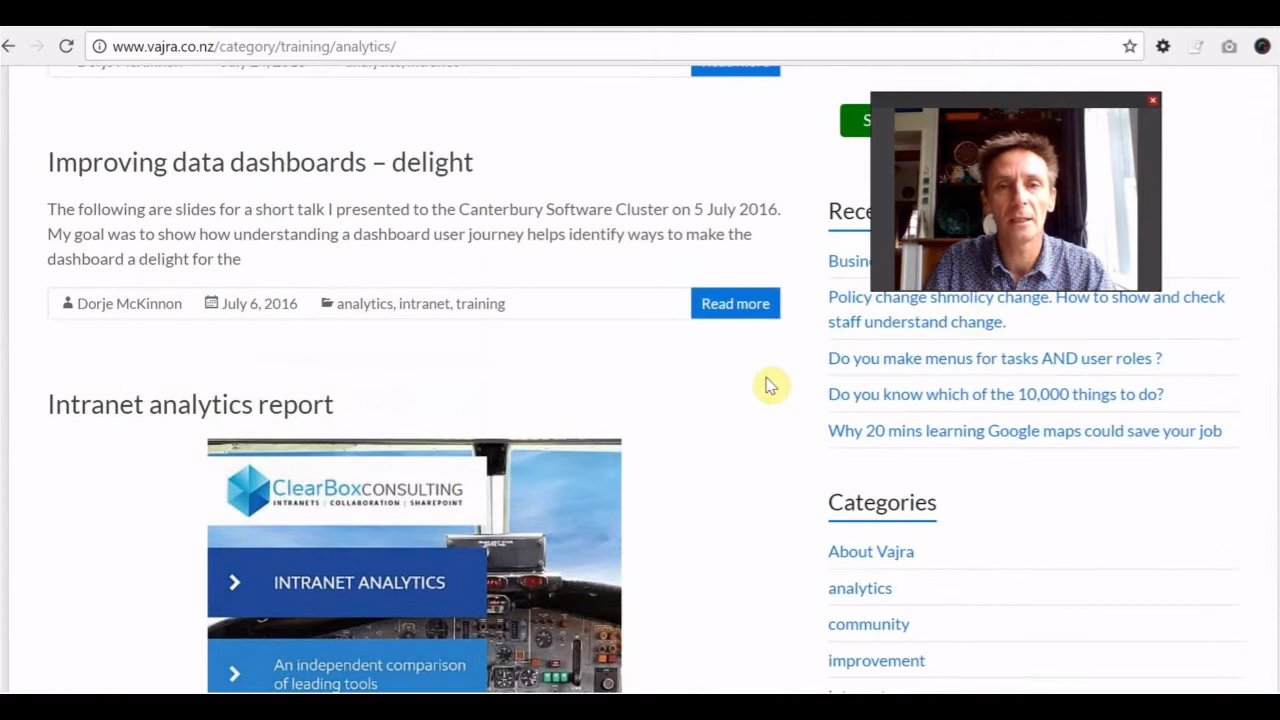 www.vajra.co.nz/category/training/analytics/
Improving data dashboards – delight
The following are slides for a short talk I presented to the Canterbury Software Cluster on 5 July 2016.
My goal was to show how understanding a dashboard user journey helps identify ways to make the
dashboard a delight for the
Dorje McKinnon July 6, 2016 analytics, intranet, training Read more
Intranet analytics report
ClearBoxCONSULTING
INTRANETS | COLLABORATION | SHAREPOINT
INTRANET ANALYTICS
An independent comparison
of leading tools
S
Rece
Busin
Policy change shmolicy change. How to show and check
staff understand change.
Do you make menus for tasks AND user roles ?
Do you know which of the 10,000 things to do?
Why 20 mins learning Google maps could save your job
Categories
About Vajra
analytics
community
improvement